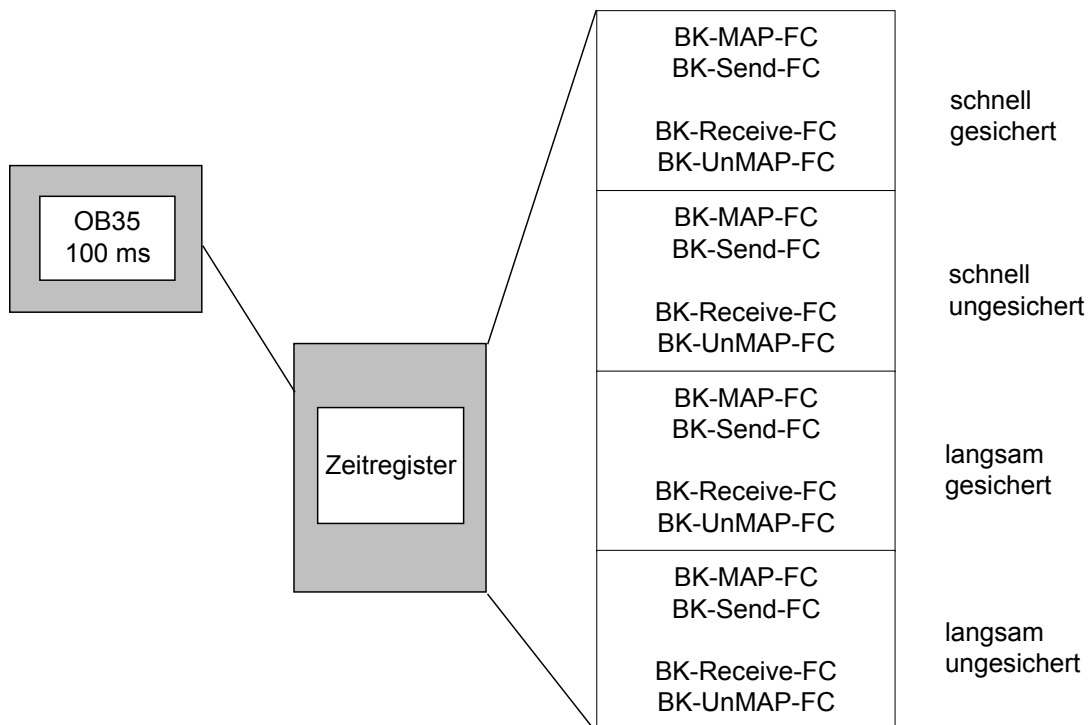 OB35
100 ms
Zeitregister
BK-MAP-FC
BK-Send-FC
BK-Receive-FC
BK-UnMAP-FC
schnell
gesichert
BK-MAP-FC
BK-Send-FC
BK-Receive-FC
BK-UnMAP-FC
schnell
ungesichert
BK-MAP-FC
BK-Send-FC
BK-Receive-FC
BK-UnMAP-FC
langsam
gesichert
BK-MAP-FC
BK-Send-FC
BK-Receive-FC
BK-UnMAP-FC
langsam
ungesichert